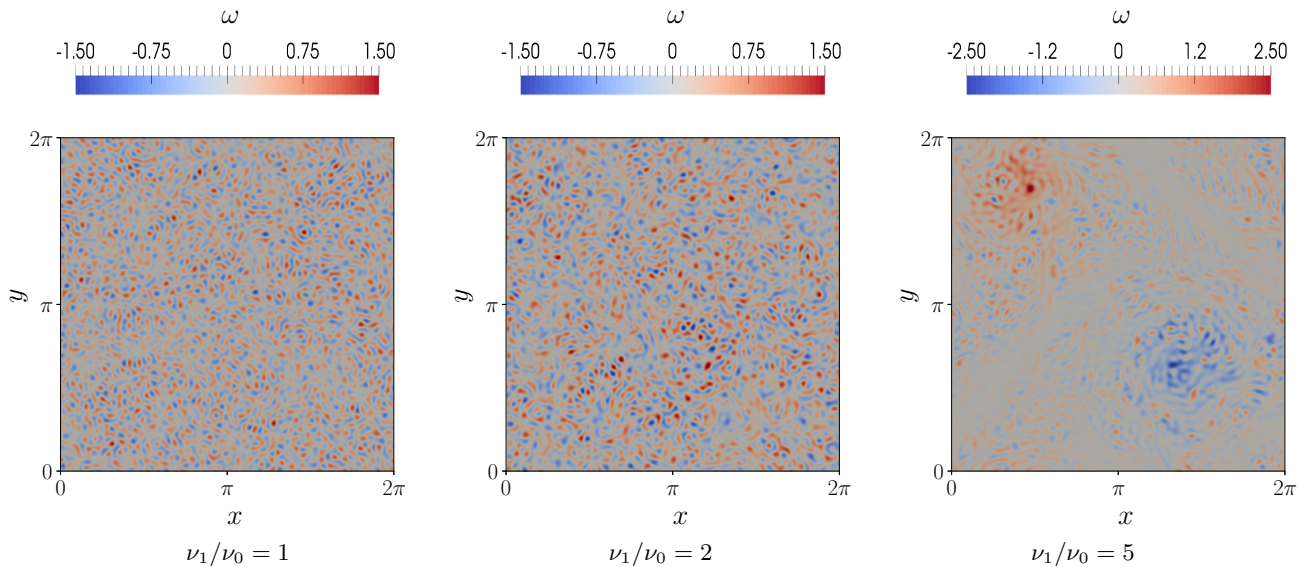 ω ω ω
-1.50 -0.75 0 0.75 1.50 -1.50 -0.75 0 0.75 1.50 -2.50 -1.2 0 1.2 2.50
2π 2π 2π
y π y π y π
0 0 0
0 π 2π 0 π 2π 0 π 2π
x x x
ν₁/ν₀ = 1 ν₁/ν₀ = 2 ν₁/ν₀ = 5